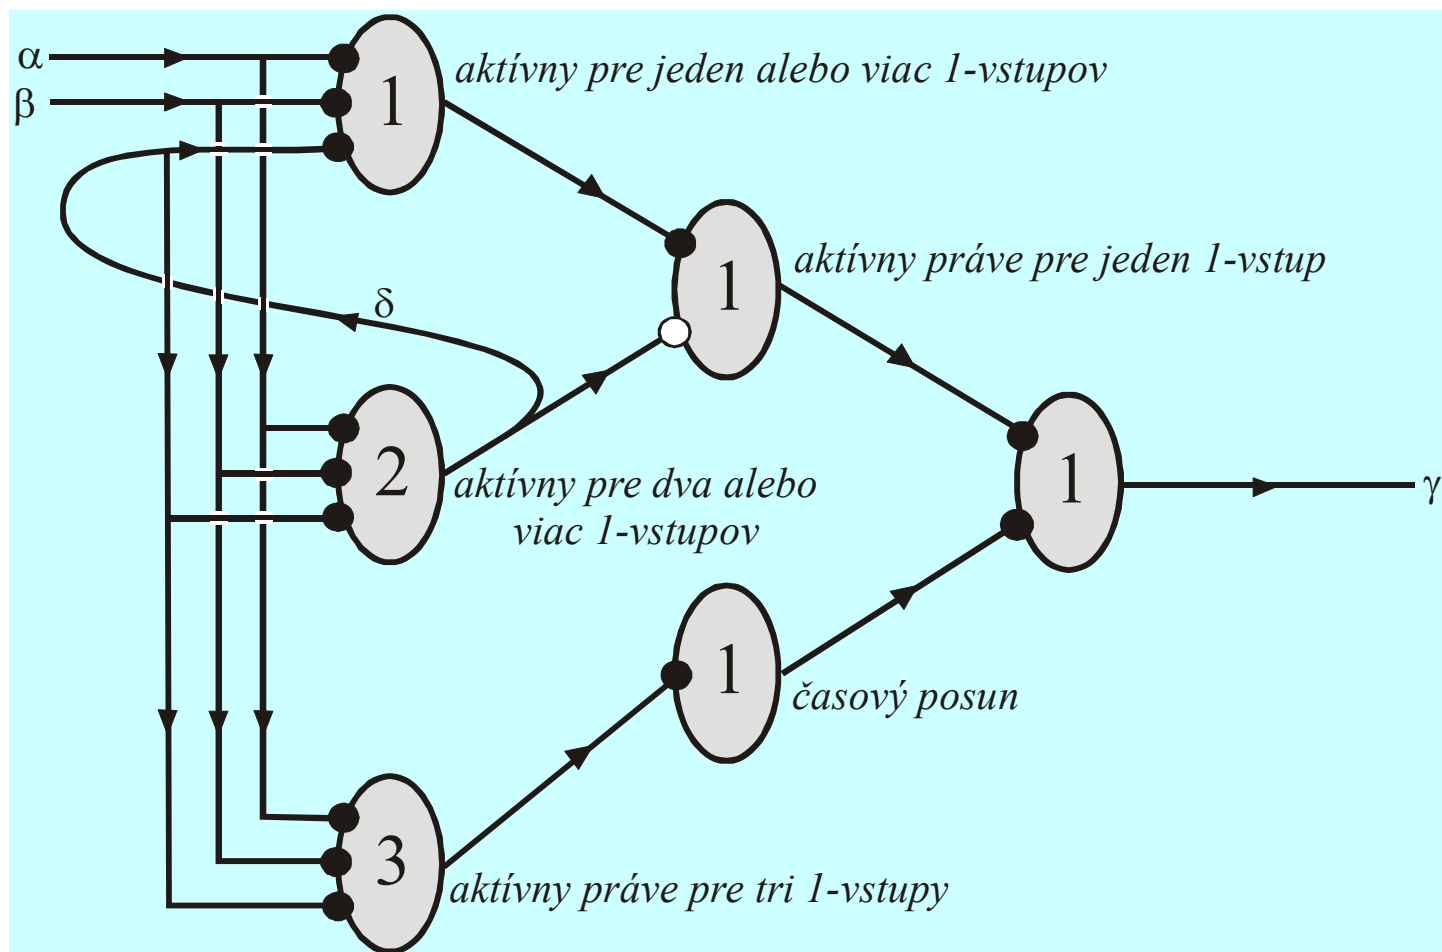 α
aktívny pre jeden alebo viac 1-vstupov
β
1
1
aktívny práve pre jeden 1-vstup
δ
2
aktívny pre dva alebo
viac 1-vstupov
1
γ
1
časový posun
3
aktívny práve pre tri 1-vstupy